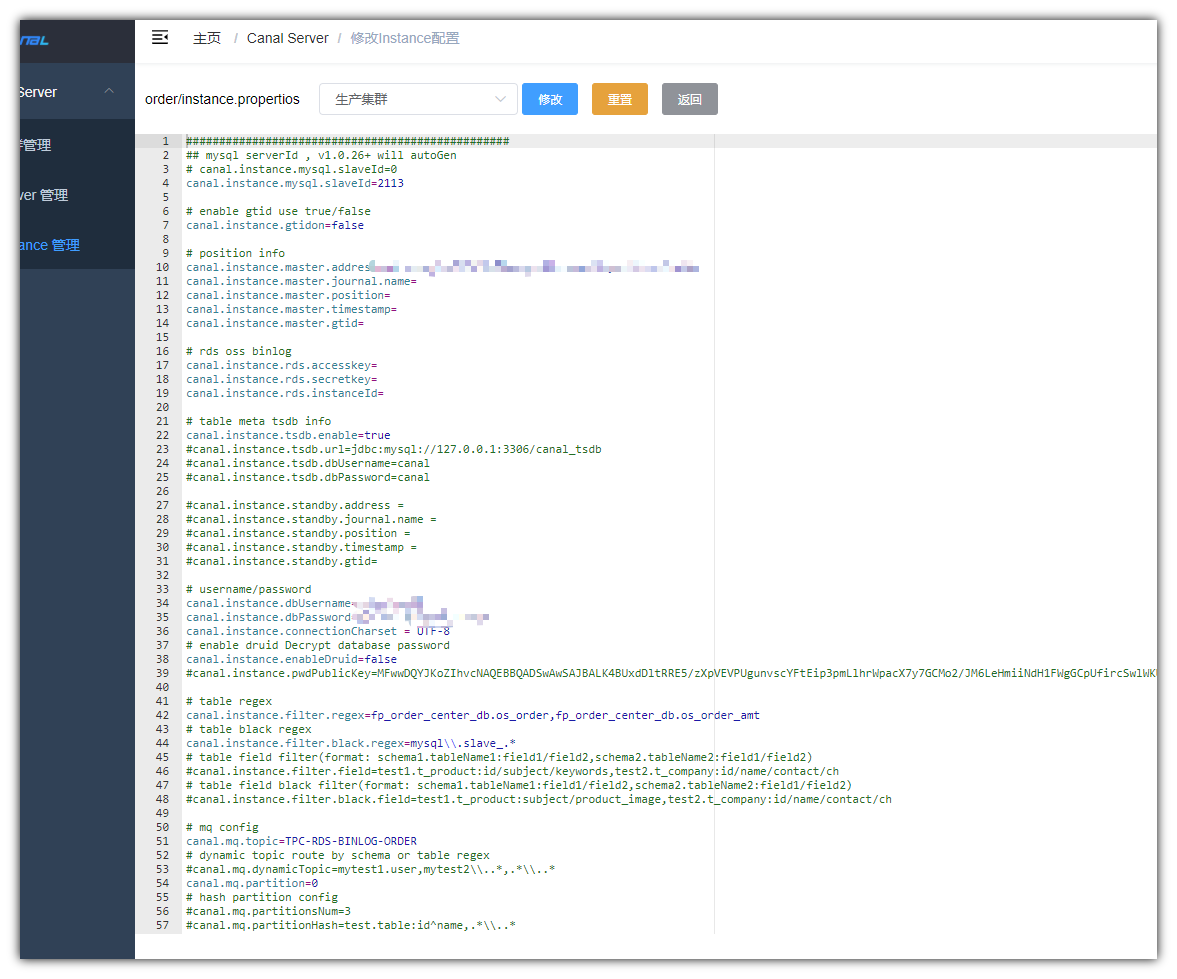 nal
主页 / Canal Server / 修改Instance配置
Server
管理
ver 管理
ance 管理
order/instance.propertios 生产集群 修改 重置 返回
1 #################################################
2 ## mysql serverId , v1.0.26+ will autoGen
3 # canal.instance.mysql.slaveId=0
4 canal.instance.mysql.slaveId=2113
5
6 # enable gtid use true/false
7 canal.instance.gtidon=false
8
9 # position info
10 canal.instance.master.addres
11 canal.instance.master.journal.name=
12 canal.instance.master.position=
13 canal.instance.master.timestamp=
14 canal.instance.master.gtid=
15
16 # rds oss binlog
17 canal.instance.rds.accesskey=
18 canal.instance.rds.secretkey=
19 canal.instance.rds.instanceId=
20
21 # table meta tsdb info
22 canal.instance.tsdb.enable=true
23 #canal.instance.tsdb.url=jdbc:mysql://127.0.0.1:3306/canal_tsdb
24 #canal.instance.tsdb.dbUsername=canal
25 #canal.instance.tsdb.dbPassword=canal
26
27 #canal.instance.standby.address =
28 #canal.instance.standby.journal.name =
29 #canal.instance.standby.position =
30 #canal.instance.standby.timestamp =
31 #canal.instance.standby.gtid=
32
33 # username/password
34 canal.instance.dbUsername=
35 canal.instance.dbPassword
36 canal.instance.connectionCharset = UTF-8
37 # enable druid Decrypt database password
38 canal.instance.enableDruid=false
39 #canal.instance.pwdPublicKey=MFwwDQYJKoZIhvcNAQEBBQADSwAwSAJBALK4BUxdDltRRE5/zXpVEVPUgunvscYFtEip3pmLlhrWpacX7y7GCMo2/JM6LeHmiiNdH1FWgGCpUfircSwlWK
40
41 # table regex
42 canal.instance.filter.regex=fp_order_center_db.os_order,fp_order_center_db.os_order_amt
43 # table black regex
44 canal.instance.filter.black.regex=mysql\\.slave_.*
45 # table field filter(format: schema1.tableName1:field1/field2,schema2.tableName2:field1/field2)
46 #canal.instance.filter.field=test1.t_product:id/subject/keywords,test2.t_company:id/name/contact/ch
47 # table field black filter(format: schema1.tableName1:field1/field2,schema2.tableName2:field1/field2)
48 #canal.instance.filter.black.field=test1.t_product:subject/product_image,test2.t_company:id/name/contact/ch
49
50 # mq config
51 canal.mq.topic=TPC-RDS-BINLOG-ORDER
52 # dynamic topic route by schema or table regex
53 #canal.mq.dynamicTopic=mytest1.user,mytest2\\..*,.*\\..*
54 canal.mq.partition=0
55 # hash partition config
56 #canal.mq.partitionsNum=3
57 #canal.mq.partitionHash=test.table:id^name,.*\\..*